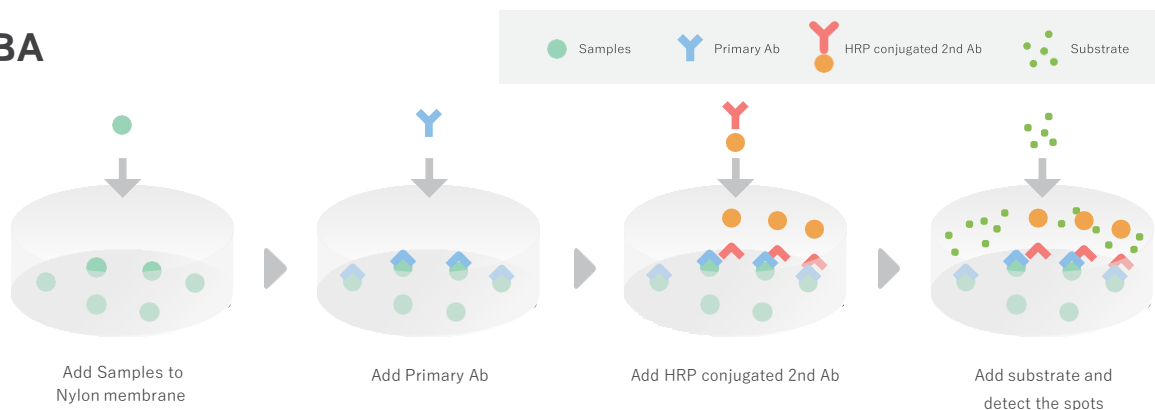 BA
Samples
Primary Ab
HRP conjugated 2nd Ab
Substrate
Add Samples to
Nylon membrane
Add Primary Ab
Add HRP conjugated 2nd Ab
Add substrate and
detect the spots